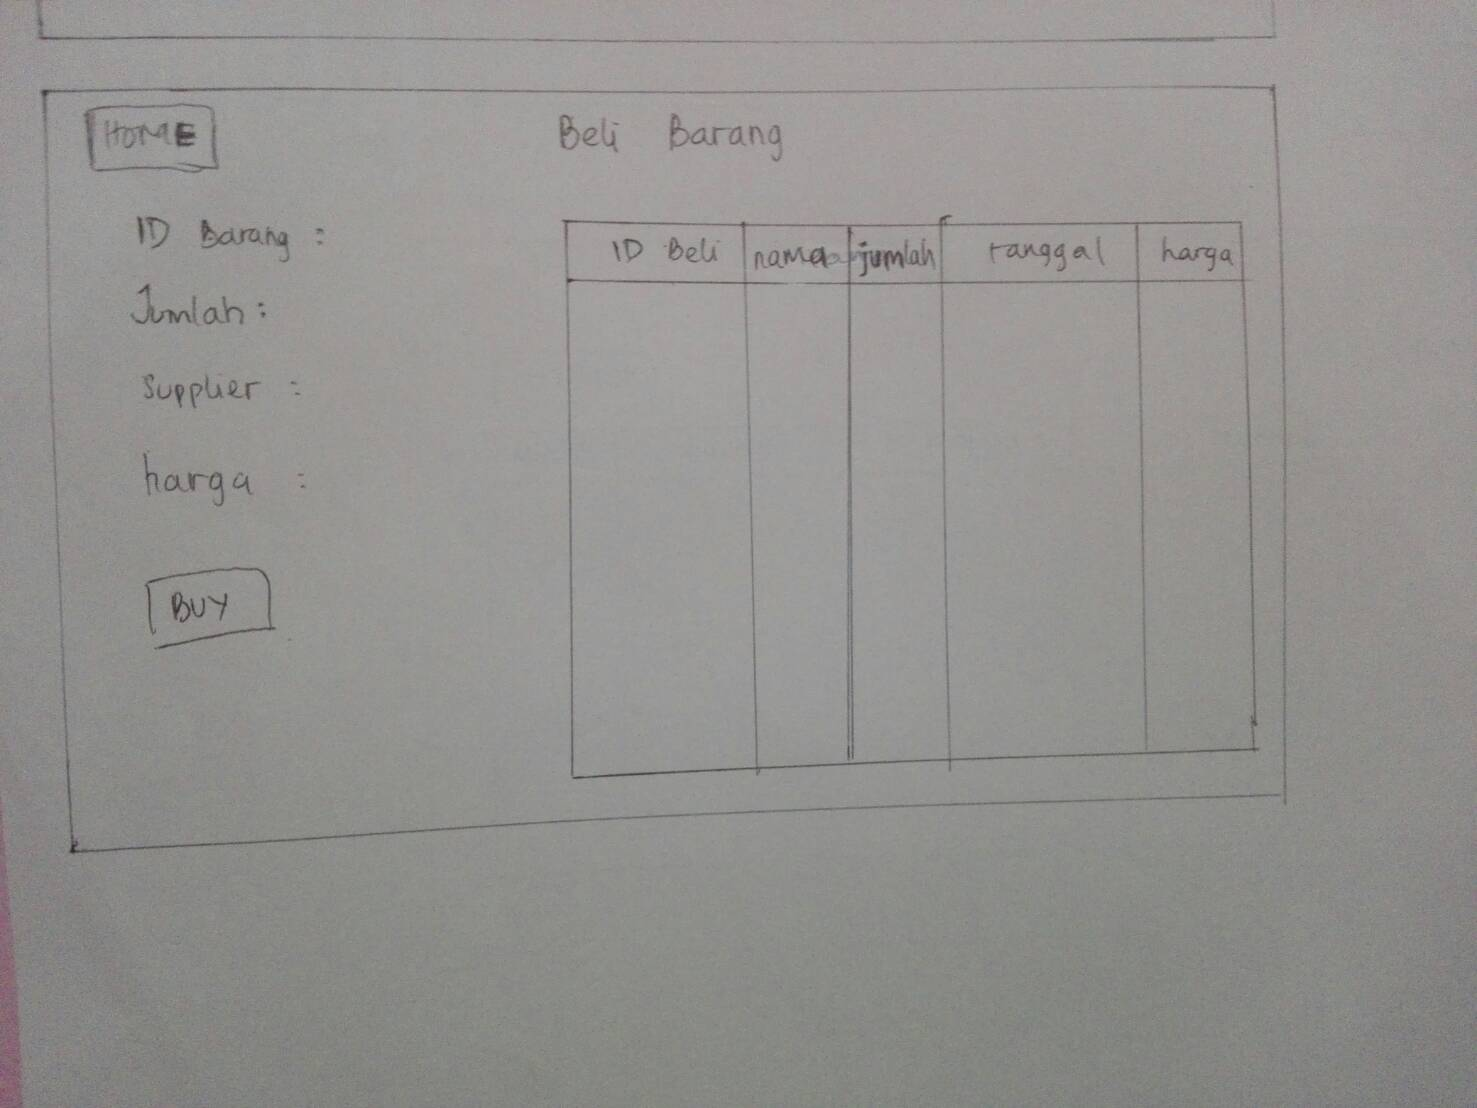 HOME
Beli Barang
ID Barang :
Jumlah :
Supplier :
harga :
BUY
ID Beli nama jumlah tanggal harga